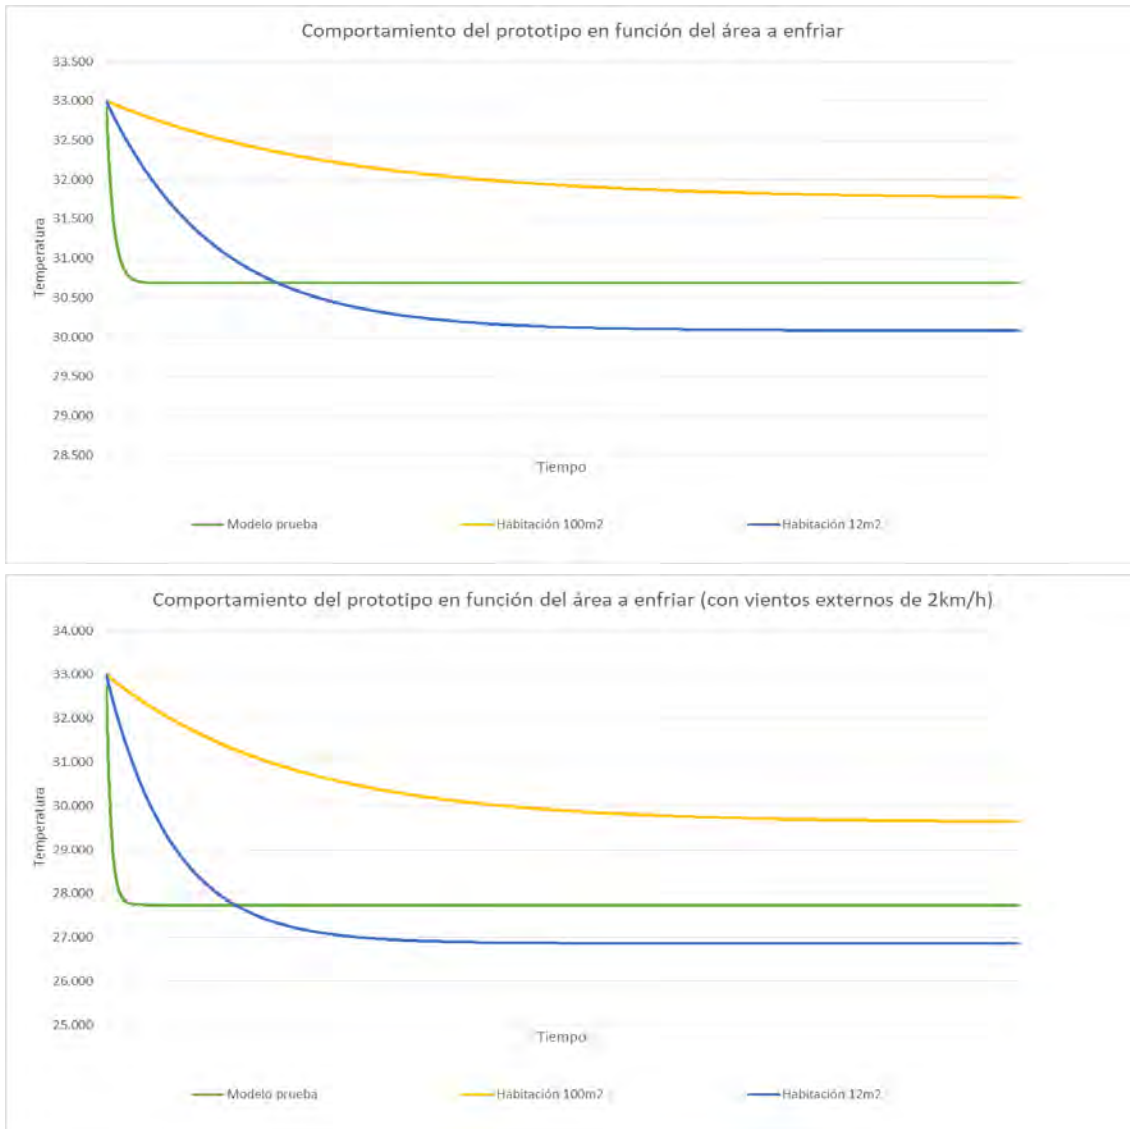 Comportamiento del prototipo en función del área a enfriar
33.500
33.000
32.500
32.000
31.500
31.000
30.500
30.000
29.500
29.000
28.500
Temperatura
Tiempo
Modelo prueba
Habitación 100m2
Habitación 12m2
Comportamiento del prototipo en función del área a enfriar (con vientos externos de 2km/h)
34.000
33.000
32.000
31.000
30.000
29.000
28.000
27.000
26.000
25.000
Temperatura
Tiempo
Modelo prueba
Habitación 100m2
Habitación 12m2